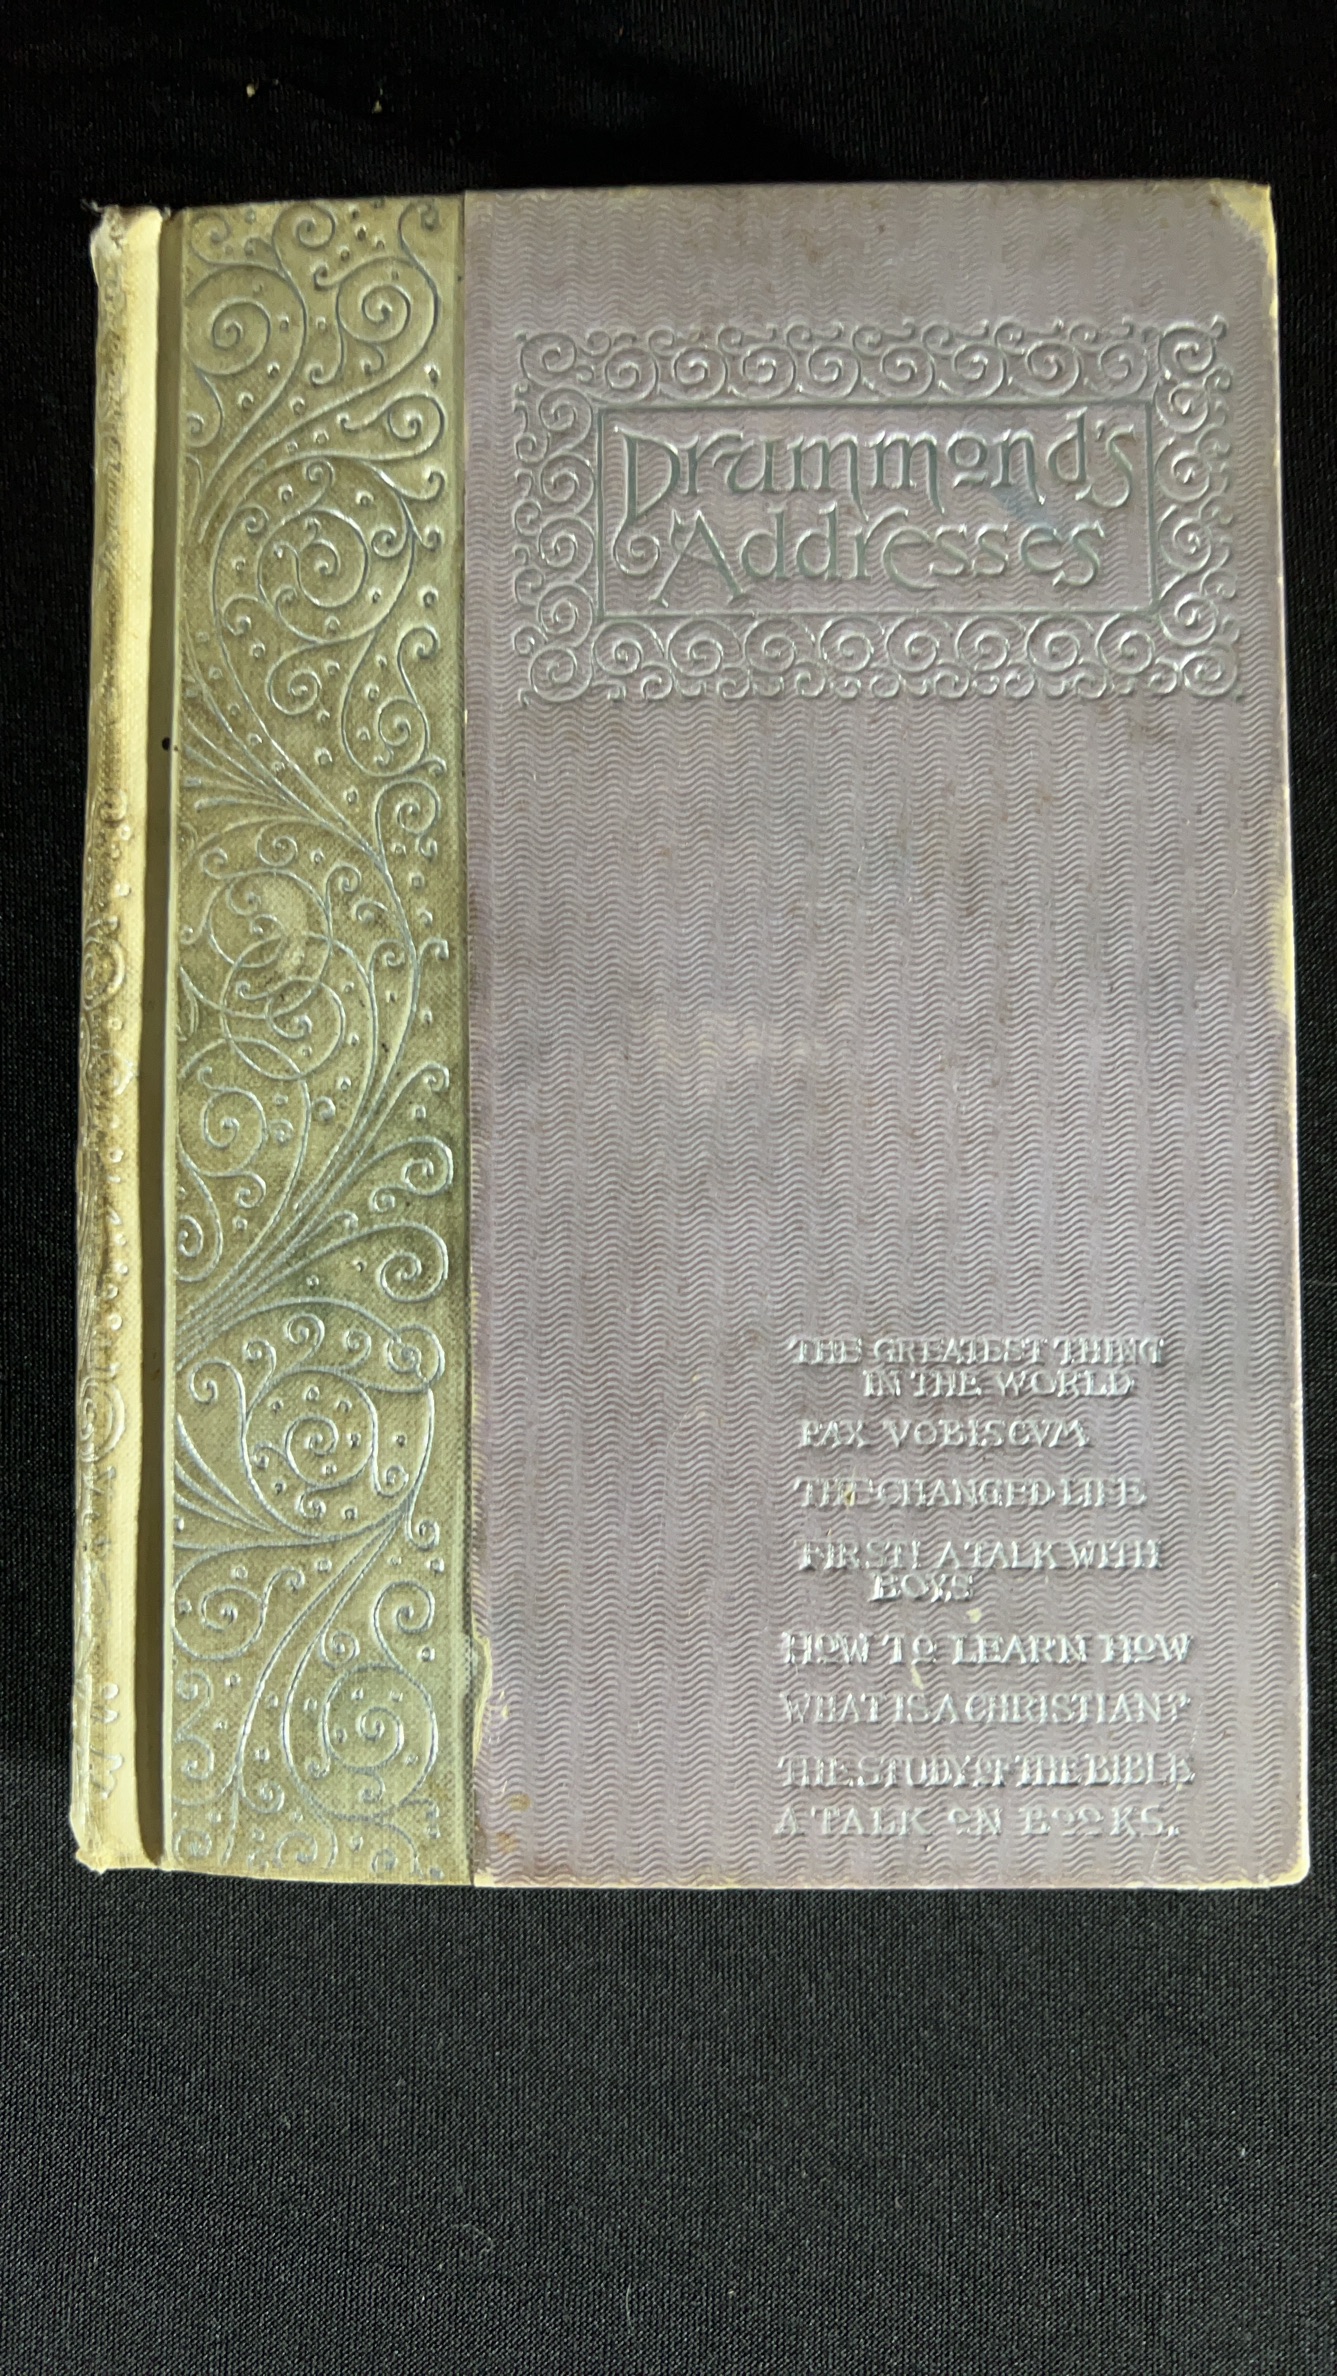 Drummond's
Addresses
THE GREATEST THING
IN THE WORLD
PAX VOBISCVM
THE CHANGED LIFE
FIRST! A TALK WITH
BOYS
HOW TO LEARN HOW
WHAT IS A CHRISTIAN?
THE STUDY OF THE BIBLE
A TALK ON BOOKS.